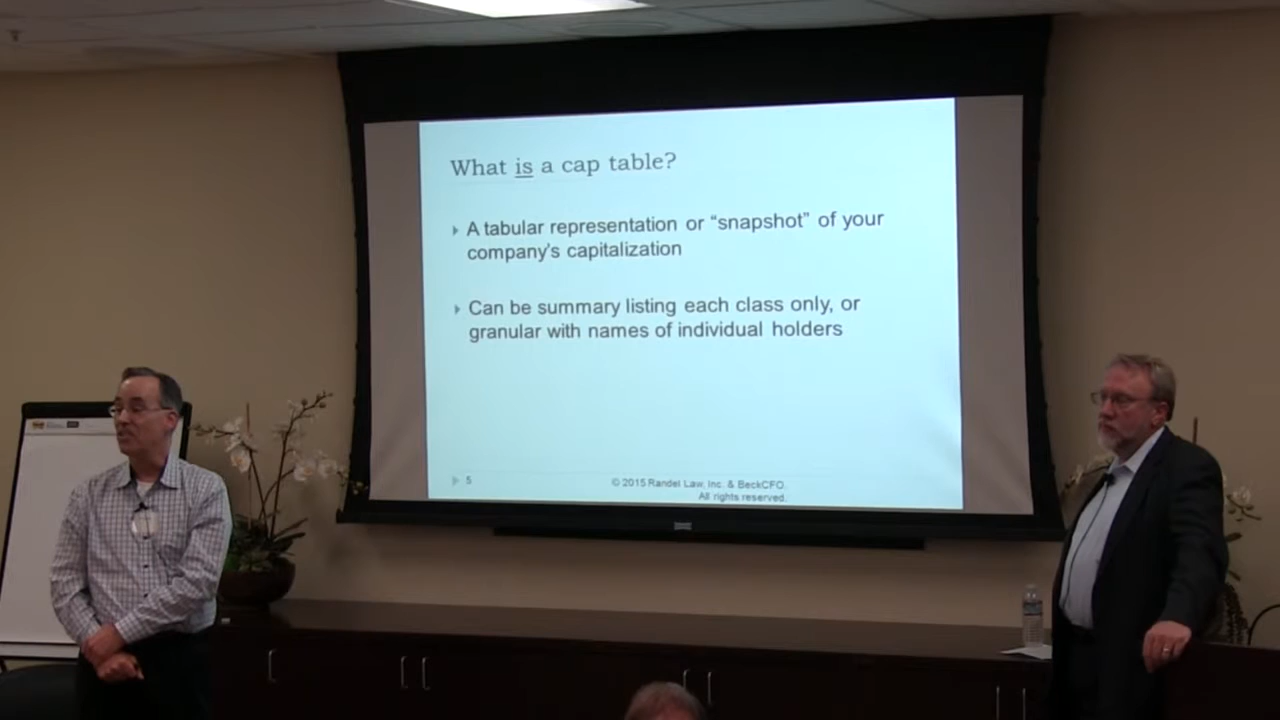 What is a cap table?
A tabular representation or “snapshot” of your
company's capitalization
Can be summary listing each class only, or
granular with names of individual holders
5
© 2015 Randel Law, Inc. & BeckCFO.
All rights reserved.